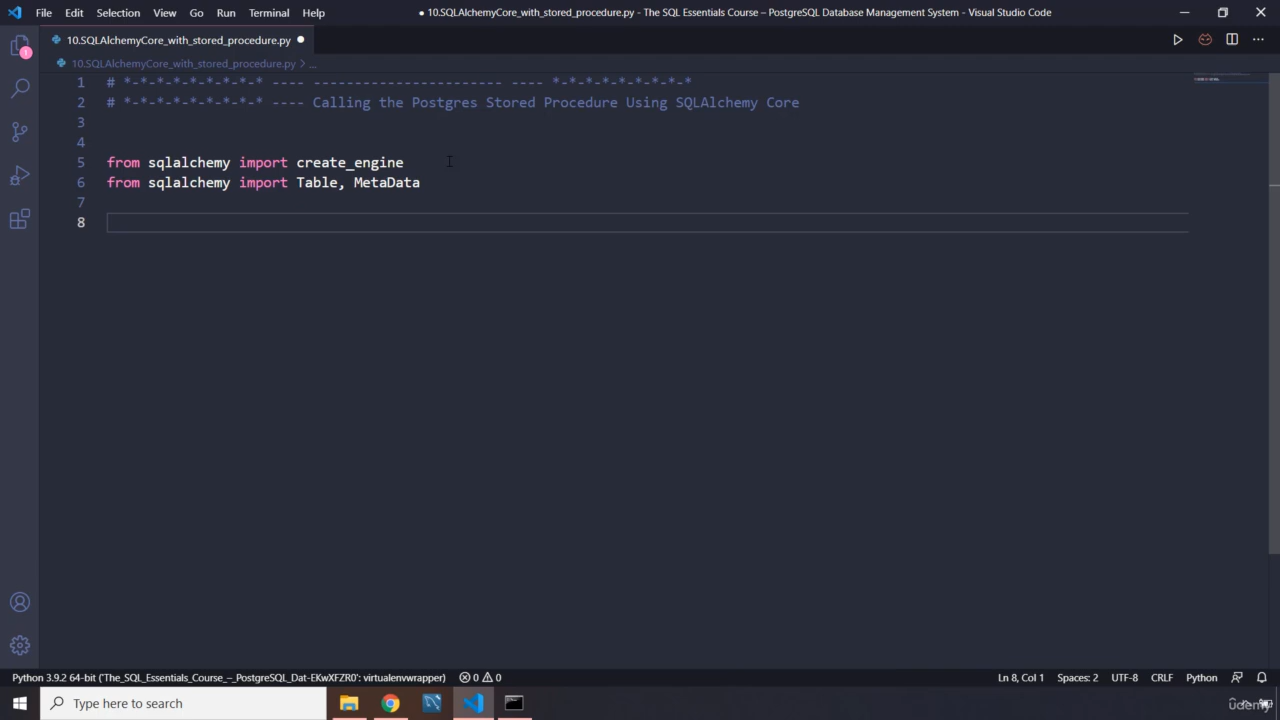 File Edit Selection View Go Run Terminal Help ● 10.SQLAlchemyCore_with_stored_procedure.py - The SQL Essentials Course – PostgreSQL Database Management System - Visual Studio Code
10.SQLAlchemyCore_with_stored_procedure.py ●
10.SQLAlchemyCore_with_stored_procedure.py > ...
1 # *-*-*-*-*-*-*-*-* ---- ----------------------- ---- *-*-*-*-*-*-*-*-*
2 # *-*-*-*-*-*-*-*-* ---- Calling the Postgres Stored Procedure Using SQLAlchemy Core
3
4
5 from sqlalchemy import create_engine
6 from sqlalchemy import Table, MetaData
7
8
1
Python 3.9.2 64-bit ('The_SQL_Essentials_Course_–_PostgreSQL_Dat-EKwXFZR0': virtualenvwrapper) 0 0 Ln 8, Col 1 Spaces: 2 UTF-8 CRLF Python
Type here to search
Udemy